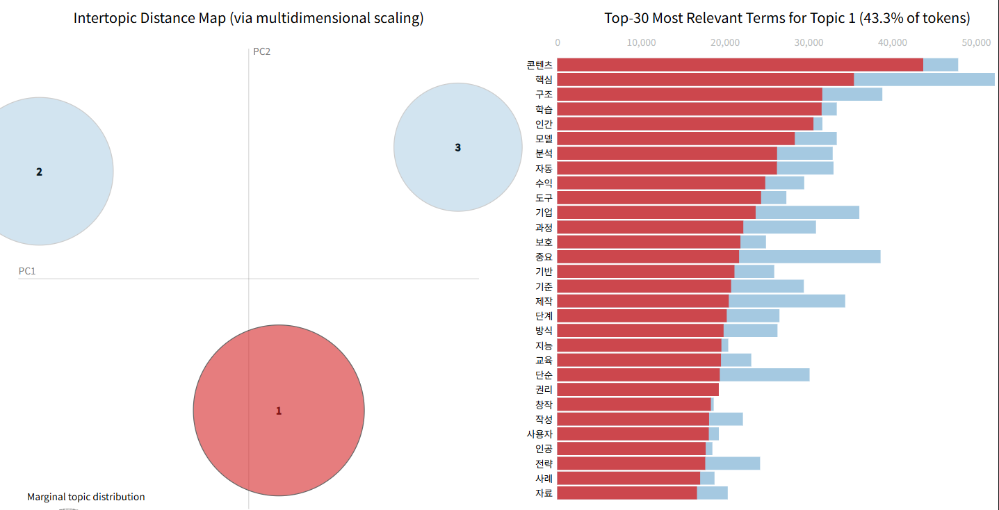 Intertopic Distance Map (via multidimensional scaling)
PC2
2
3
PC1
1
Marginal topic distribution
Top-30 Most Relevant Terms for Topic 1 (43.3% of tokens)
0 10,000 20,000 30,000 40,000 50,000
콘텐츠
핵심
구조
학습
인간
모델
분석
자동
수익
도구
기업
과정
보호
중요
기반
기준
제작
단계
방식
지능
교육
단순
권리
창작
작성
사용자
인공
전략
사례
자료